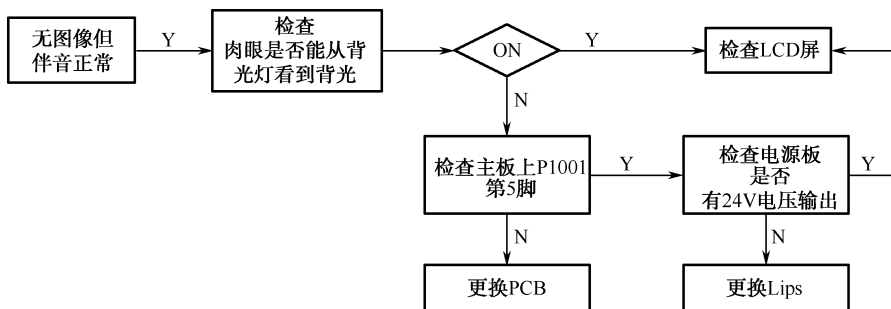 无图像但
伴音正常
Y
检查
肉眼是否能从背
光灯看到背光
ON
Y
检查LCD屏
N
检查主板上P1001
第5脚
Y
检查电源板
是否
有24V电压输出
Y
N
N
更换PCB
更换Lips